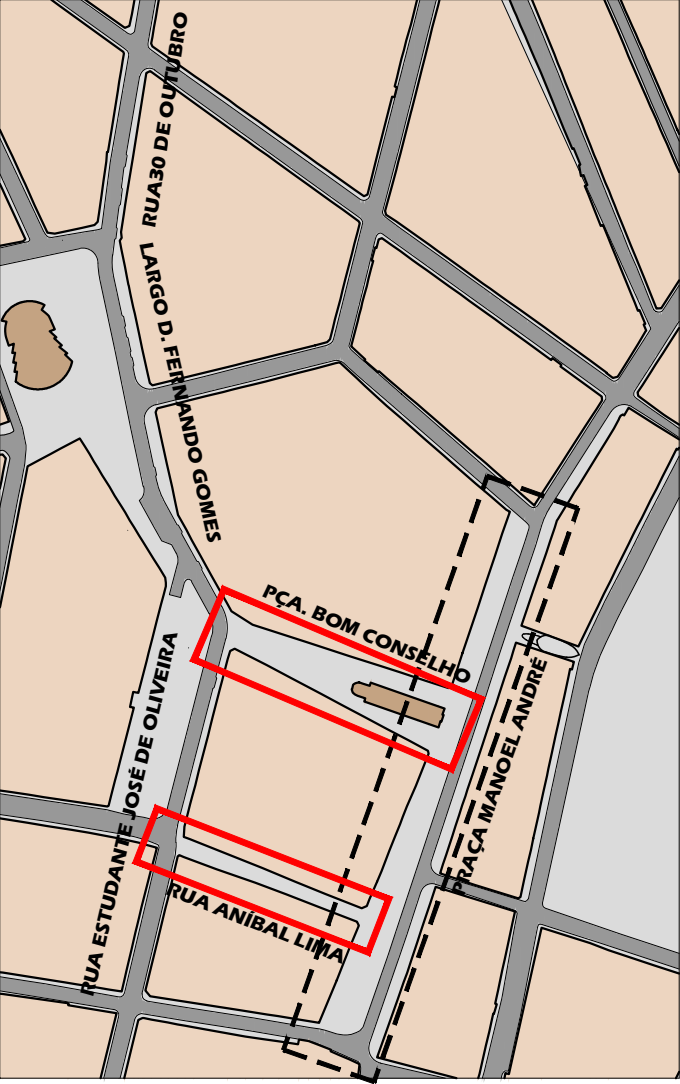 RUA30 DE OUTUBRO
LARGO D. FERNANDO GOMES
PÇA. BOM CONSELHO
RUA ESTUDANTE JOSÉ DE OLIVEIRA
PRAÇA MANOEL ANDRÉ
RUA ANÍBAL LIMA